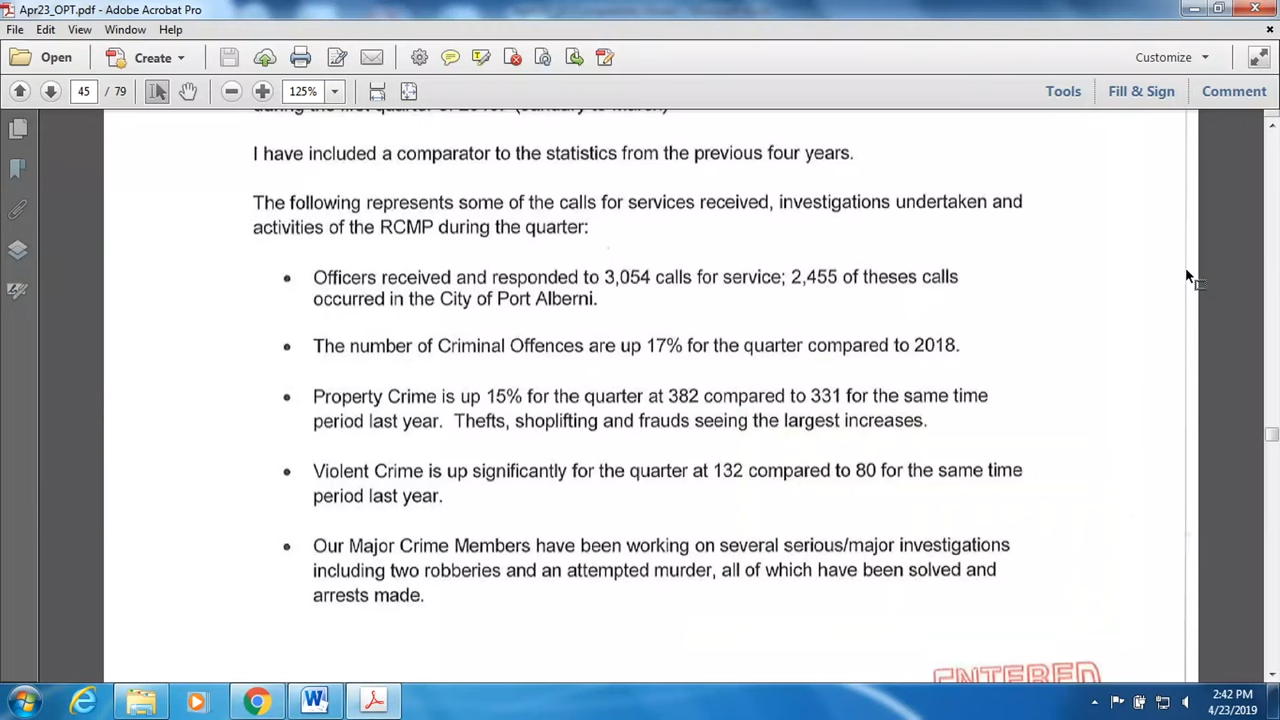 Apr23_OPT.pdf - Adobe Acrobat Pro
File Edit View Window Help
Open Create Customize
45 / 79 125% Tools Fill & Sign Comment
I have included a comparator to the statistics from the previous four years.
The following represents some of the calls for services received, investigations undertaken and
activities of the RCMP during the quarter:
• Officers received and responded to 3,054 calls for service; 2,455 of theses calls
occurred in the City of Port Alberni.
• The number of Criminal Offences are up 17% for the quarter compared to 2018.
• Property Crime is up 15% for the quarter at 382 compared to 331 for the same time
period last year. Thefts, shoplifting and frauds seeing the largest increases.
• Violent Crime is up significantly for the quarter at 132 compared to 80 for the same time
period last year.
• Our Major Crime Members have been working on several serious/major investigations
including two robberies and an attempted murder, all of which have been solved and
arrests made.
ENTERED
2:42 PM
4/23/2019